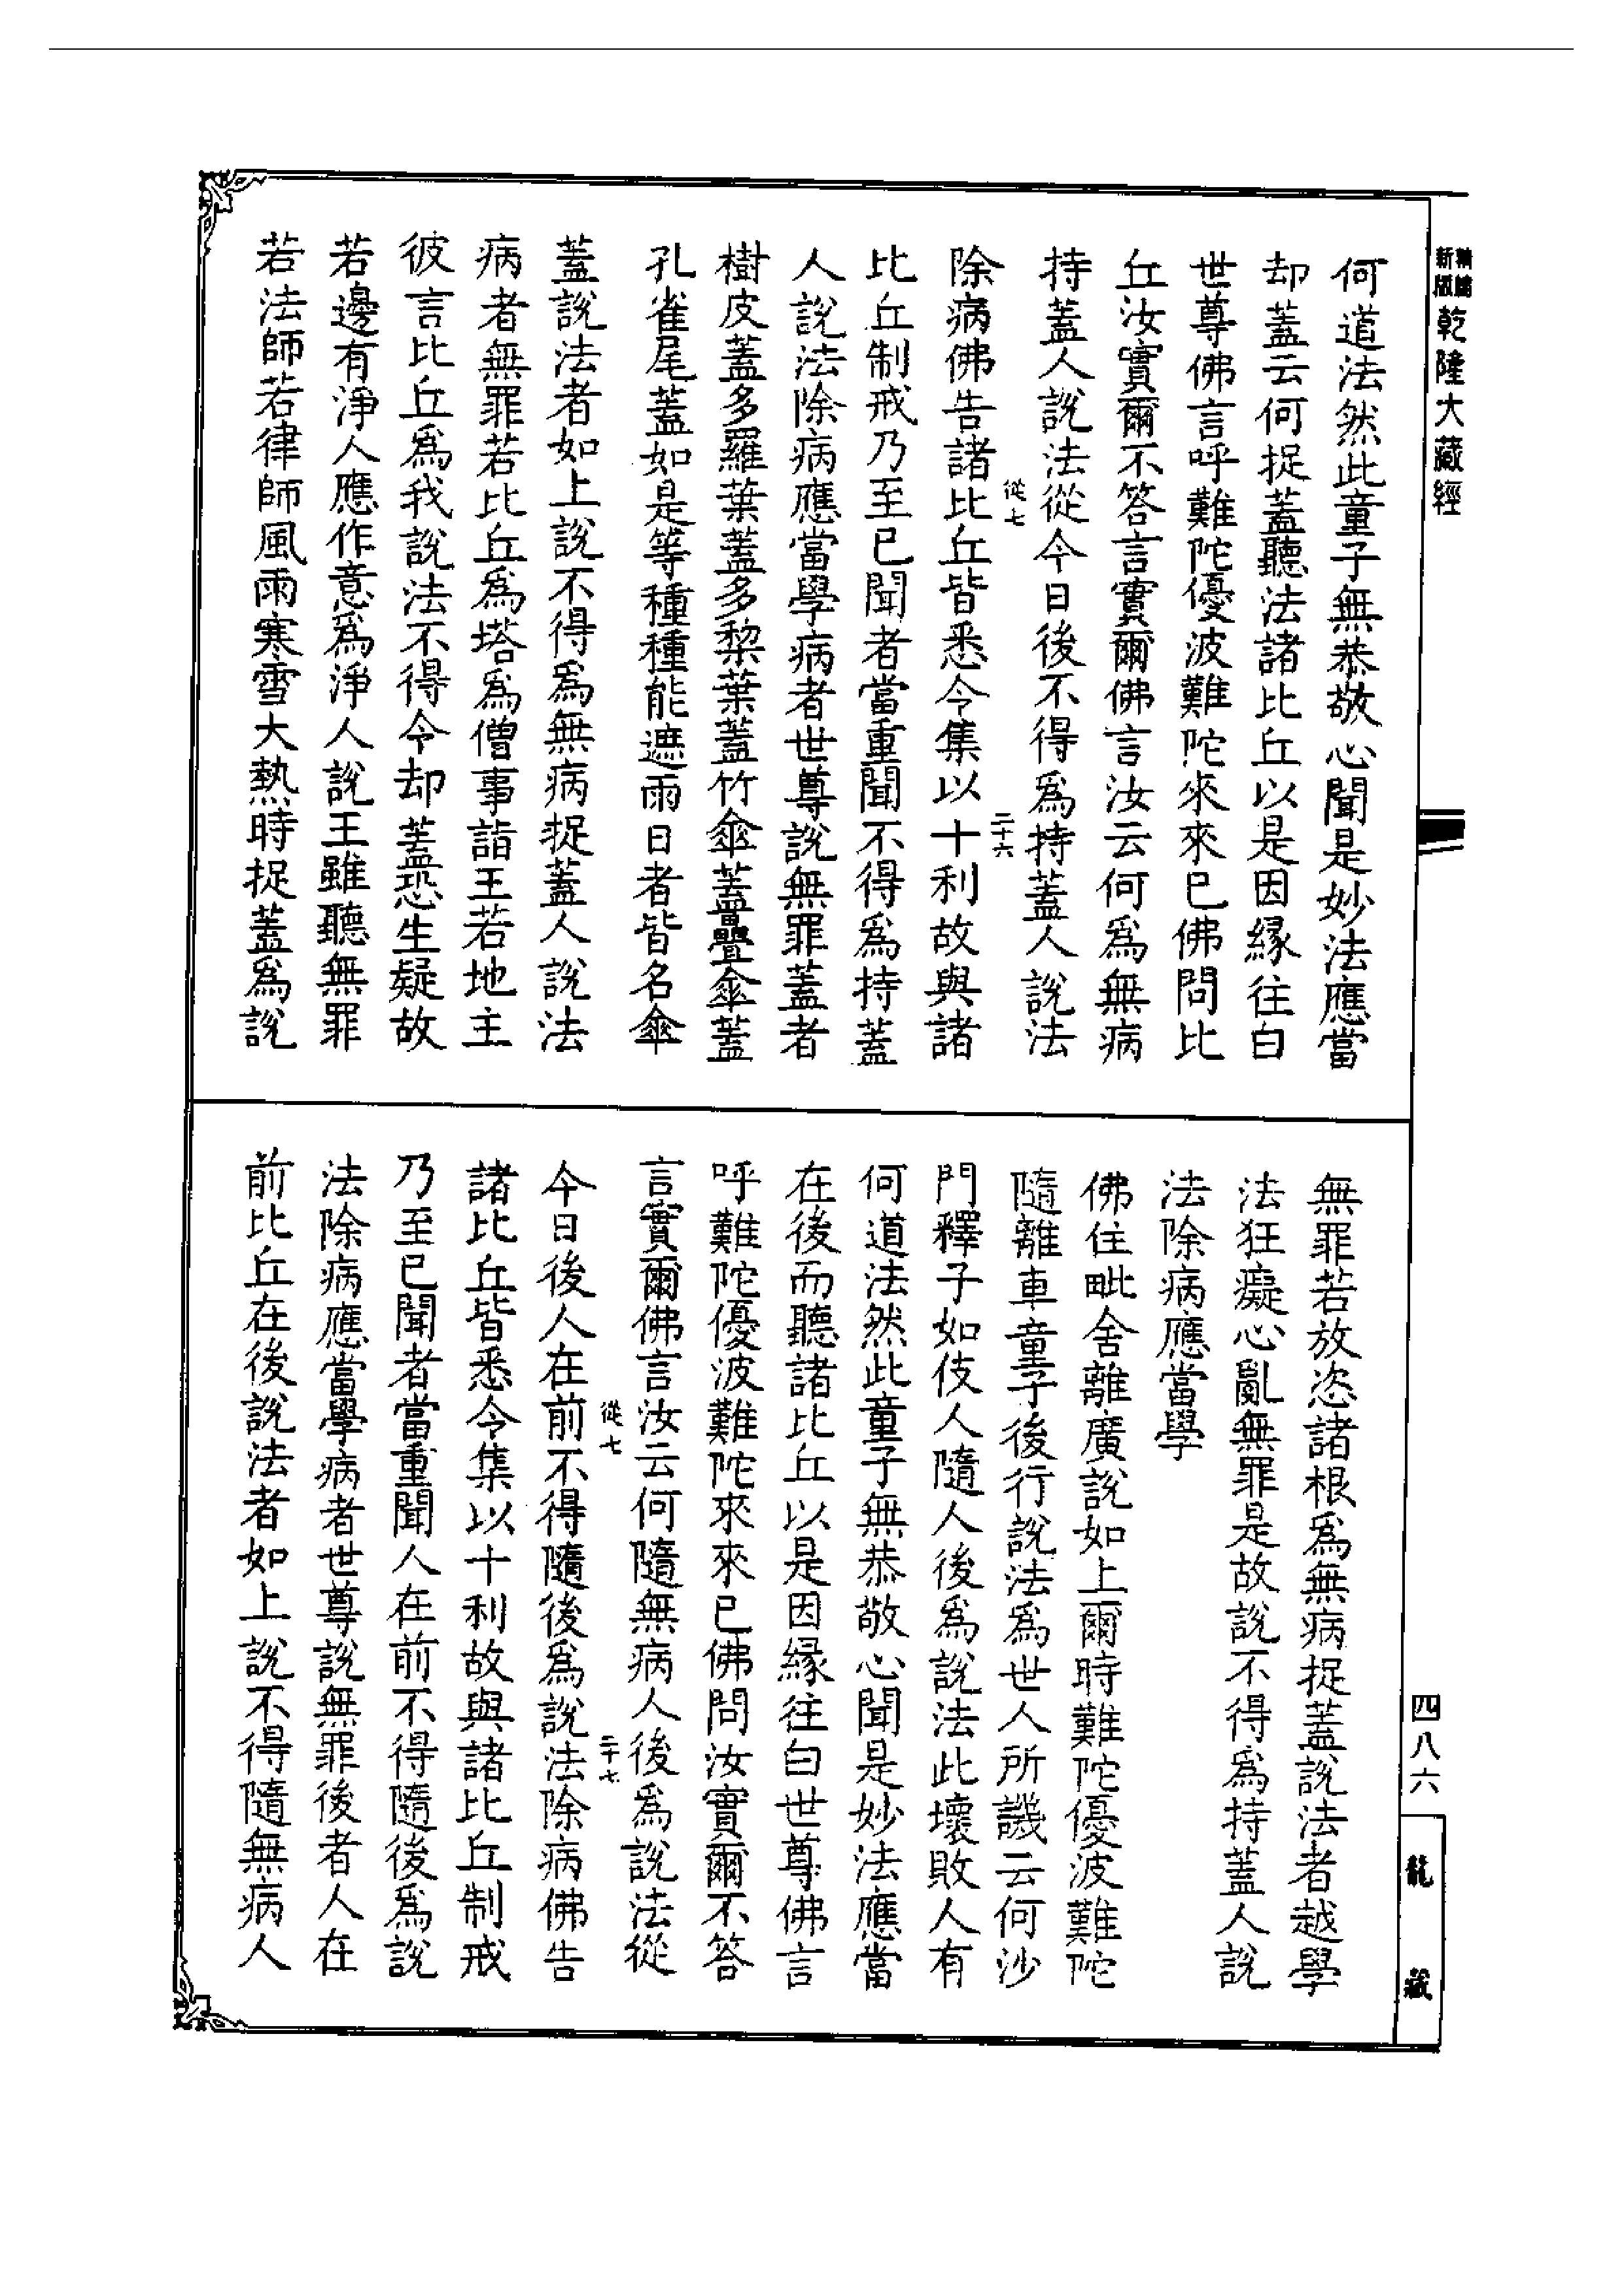 新版
精縮
乾隆大藏經
何道法然此童子無恭敬心聞是妙法應當
却蓋云何捉蓋聽法諸比丘以是因緣往白
世尊佛言呼難陀優波難陀來來已佛問比
丘汝實爾不答言實爾佛言汝云何為無病
持蓋人說法從今日後不得為持蓋人說法
除病佛告諸比丘皆悉令集以十利故與諸
從七
二十六
比丘制戒乃至已聞者當重聞不得為持蓋
人說法除病應當學病者世尊說無罪蓋者
樹皮蓋多羅葉蓋多梨葉蓋竹傘蓋疊傘蓋
孔雀尾蓋如是等種種能遮雨日者皆名傘
蓋說法者如上說不得為無病捉蓋人說法
病者無罪若比丘為塔為僧事詣王若地主
彼言比丘為我說法不得令却蓋恐生疑故
若邊有淨人應作意為淨人說王雖聽無罪
若法師若律師風雨寒雪大熱時捉蓋為說
無罪若放恣諸根為無病捉蓋說法者越學
法狂癡心亂無罪是故說不得為持蓋人說
法除病應當學
佛住毗舍離廣說如上爾時難陀優波難陀
隨離車童子後行說法為世人所譏云何沙
門釋子如伎人隨人後為說法此壞敗人有
何道法然此童子無恭敬心聞是妙法應當
在後而聽諸比丘以是因緣往白世尊佛言
呼難陀優波難陀來來已佛問汝實爾不答
言實爾佛言汝云何隨無病人後為說法從
今日後人在前不得隨後為說法除病佛告
從七
二十七
諸比丘皆悉令集以十利故與諸比丘制戒
乃至已聞者當重聞人在前不得隨後為說
法除病應當學病者世尊說無罪後者人在
前比丘在後說法者如上說不得隨無病人
四八六
龍藏